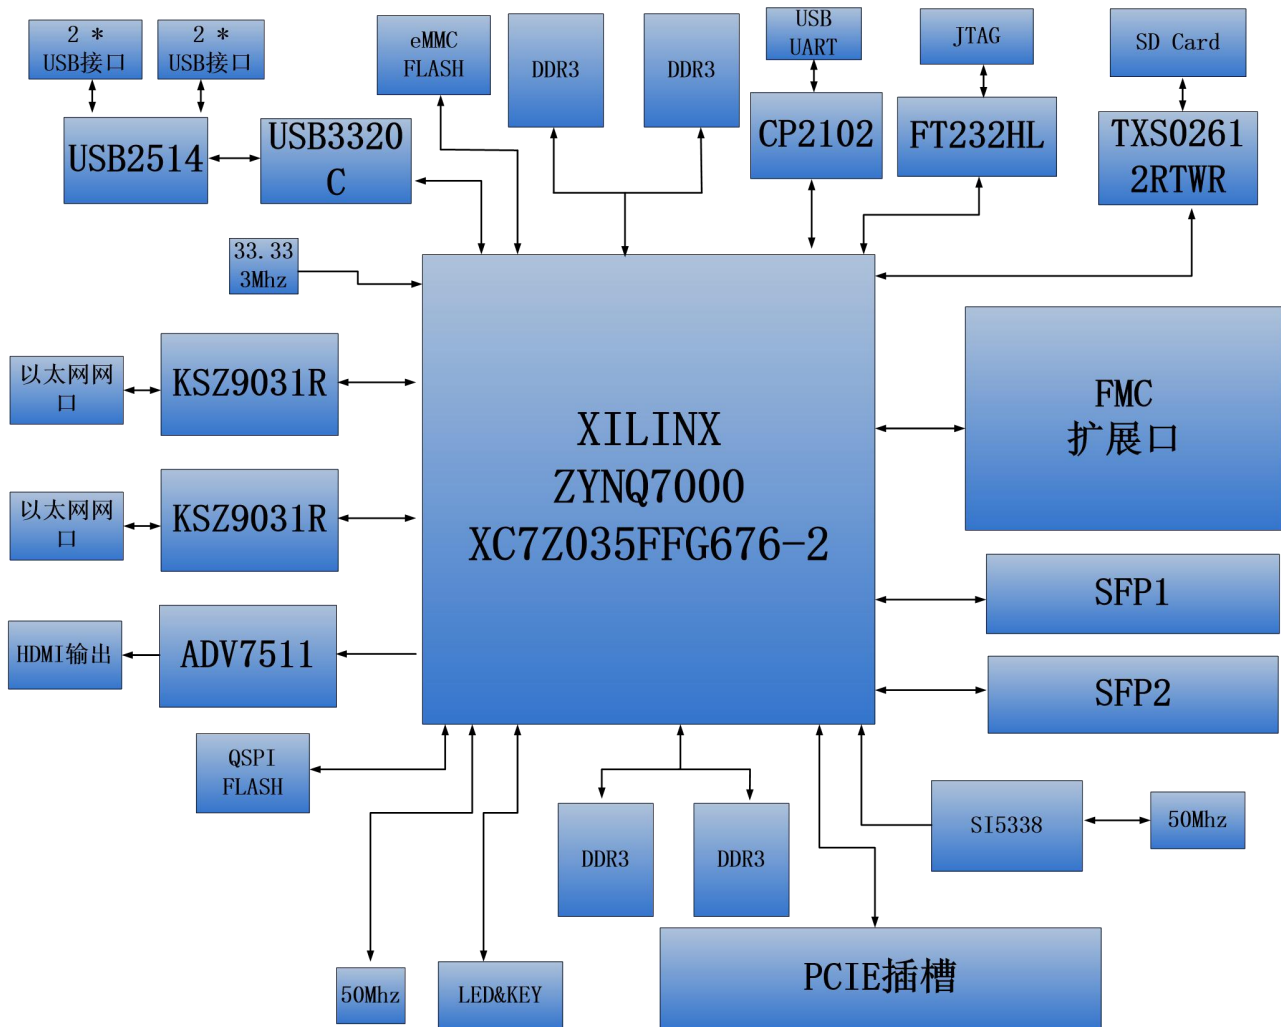 2 *
USB接口
2 *
USB接口
eMMC
FLASH
DDR3
DDR3
USB
UART
JTAG
SD Card
USB2514
USB3320
C
CP2102
FT232HL
TXS0261
2RTWR
33.33
3Mhz
以太网网
口
KSZ9031R
XILINX
ZYNQ7000
XC7Z035FFG676-2
FMC
扩展口
以太网网
口
KSZ9031R
SFP1
HDMI输出
ADV7511
SFP2
QSPI
FLASH
DDR3
DDR3
SI5338
50Mhz
50Mhz
LED&KEY
PCIE插槽